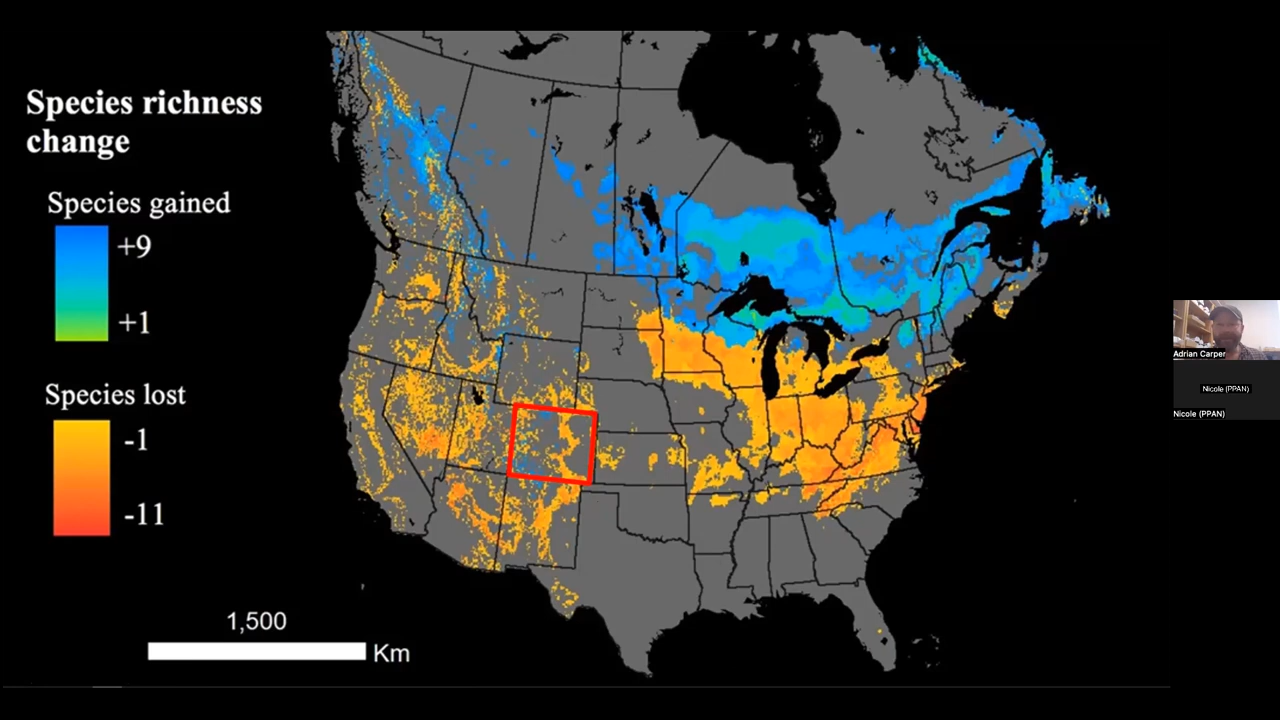 Species richness
change
Species gained
+9
+1
Species lost
-1
-11
1,500
Km
Adrian Carper
Nicole (PPAN)
Nicole (PPAN)